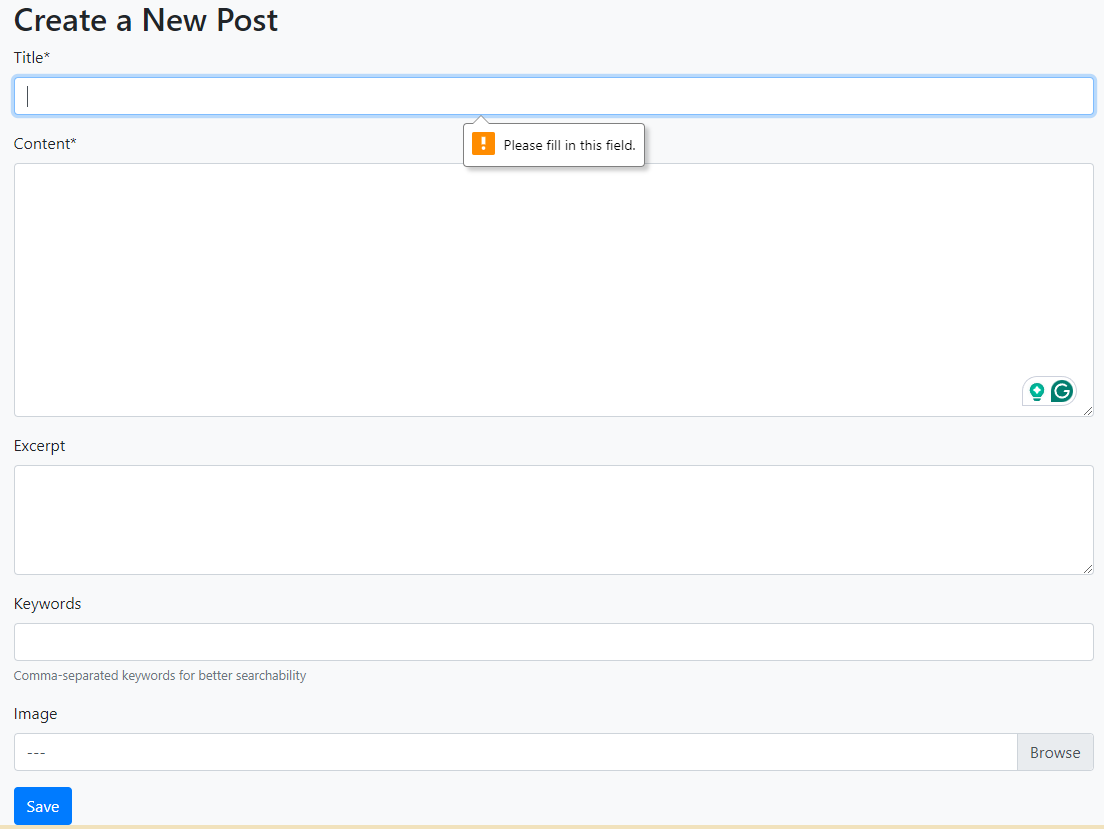 Create a New Post
Title*
Please fill in this field.
Content*
Excerpt
Keywords
Comma-separated keywords for better searchability
Image
--- Browse
Save